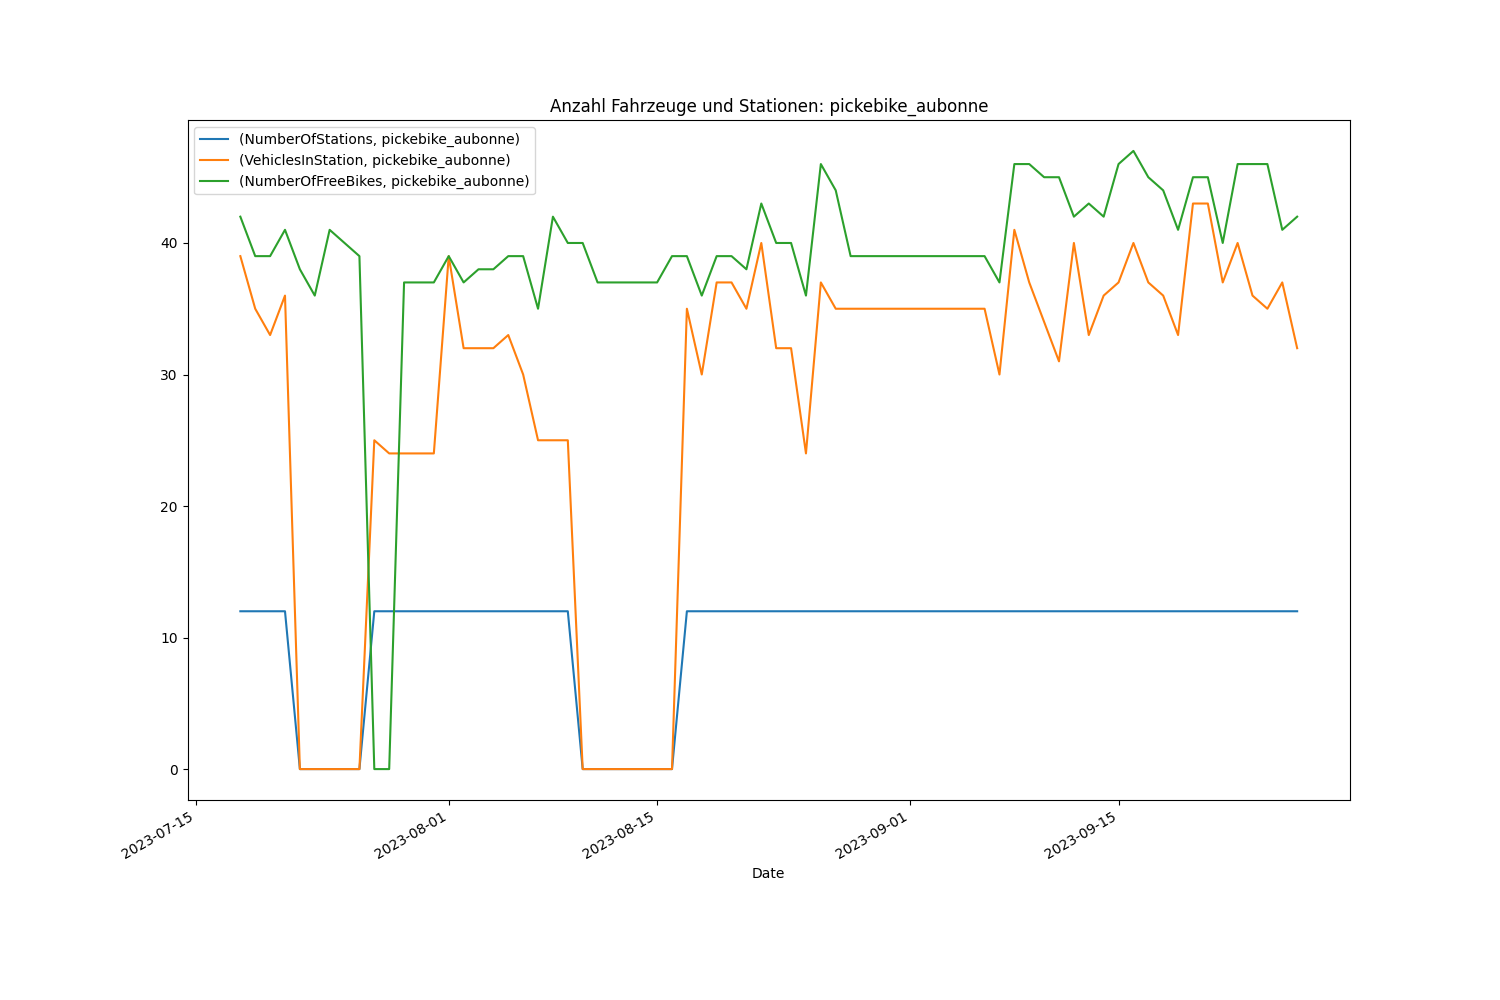 Anzahl Fahrzeuge und Stationen: pickebike_aubonne
(NumberOfStations, pickebike_aubonne)
(VehiclesInStation, pickebike_aubonne)
(NumberOfFreeBikes, pickebike_aubonne)
40
30
20
10
0
2023-07-15
2023-08-01
2023-08-15
2023-09-01
2023-09-15
Date